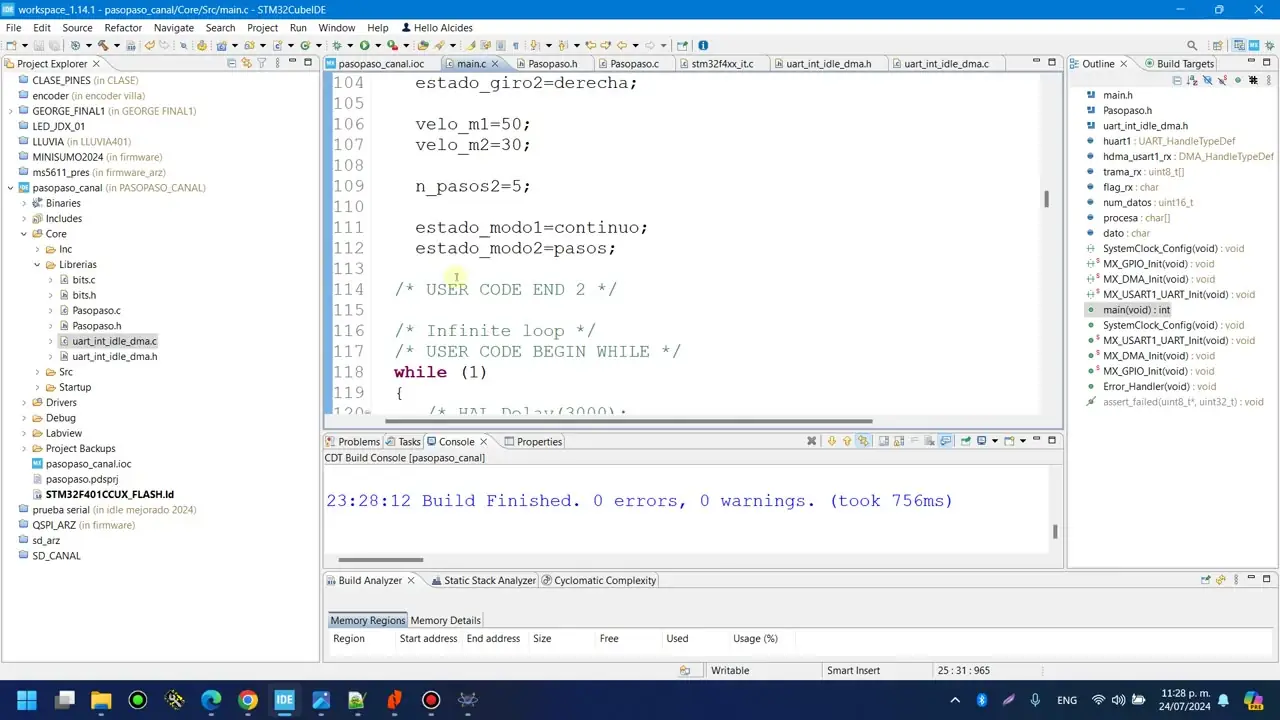 workspace_1.14.1 - pasopaso_canal/Core/Src/main.c - STM32CubeIDE
File Edit Source Refactor Navigate Search Project Run Window Help Hello Alcides
Project Explorer
CLASE_PINES (in CLASE)
encoder (in encoder villa)
GEORGE_FINAL1 (in GEORGE FINAL1)
LED_JDX_01
LLUVIA (in LLUVIA401)
MINISUMO2024 (in firmware)
ms5611_pres (in firmware_arz)
pasopaso_canal (in PASOPASO_CANAL)
Binaries
Includes
Core
Inc
Librerias
bits.c
bits.h
Pasopaso.c
Pasopaso.h
uart_int_idle_dma.c
uart_int_idle_dma.h
Src
Startup
Drivers
Debug
Labview
Project Backups
pasopaso_canal.ioc
pasopaso.pdsprj
STM32F401CCUX_FLASH.ld
prueba serial (in idle mejorado 2024)
QSPI_ARZ (in firmware)
sd_arz
SD_CANAL
pasopaso_canal.ioc main.c Pasopaso.h Pasopaso.c stm32f4xx_it.c uart_int_idle_dma.h uart_int_idle_dma.c
104 estado_giro2=derecha;
105
106 velo_m1=50;
107 velo_m2=30;
108
109 n_pasos2=5;
110
111 estado_modo1=continuo;
112 estado_modo2=pasos;
113
114 /* USER CODE END 2 */
115
116 /* Infinite loop */
117 /* USER CODE BEGIN WHILE */
118 while (1)
119 {
120 /* HAL_Delay(3000);
Problems Tasks Console Properties
CDT Build Console [pasopaso_canal]
23:28:12 Build Finished. 0 errors, 0 warnings. (took 756ms)
Build Analyzer Static Stack Analyzer Cyclomatic Complexity
Memory Regions Memory Details
Region Start address End address Size Free Used Usage (%)
Outline Build Targets
main.h
Pasopaso.h
uart_int_idle_dma.h
huart1 : UART_HandleTypeDef
hdma_usart1_rx : DMA_HandleTypeDef
trama_rx : uint8_t[]
flag_rx : char
num_datos : uint16_t
procesa : char[]
dato : char
SystemClock_Config(void) : void
MX_GPIO_Init(void) : void
MX_DMA_Init(void) : void
MX_USART1_UART_Init(void) : void
main(void) : int
SystemClock_Config(void) : void
MX_USART1_UART_Init(void) : void
MX_DMA_Init(void) : void
MX_GPIO_Init(void) : void
Error_Handler(void) : void
assert_failed(uint8_t*, uint32_t) : void
Writable Smart Insert 25 : 31 : 965
IDE
ENG
11:28 p. m.
24/07/2024